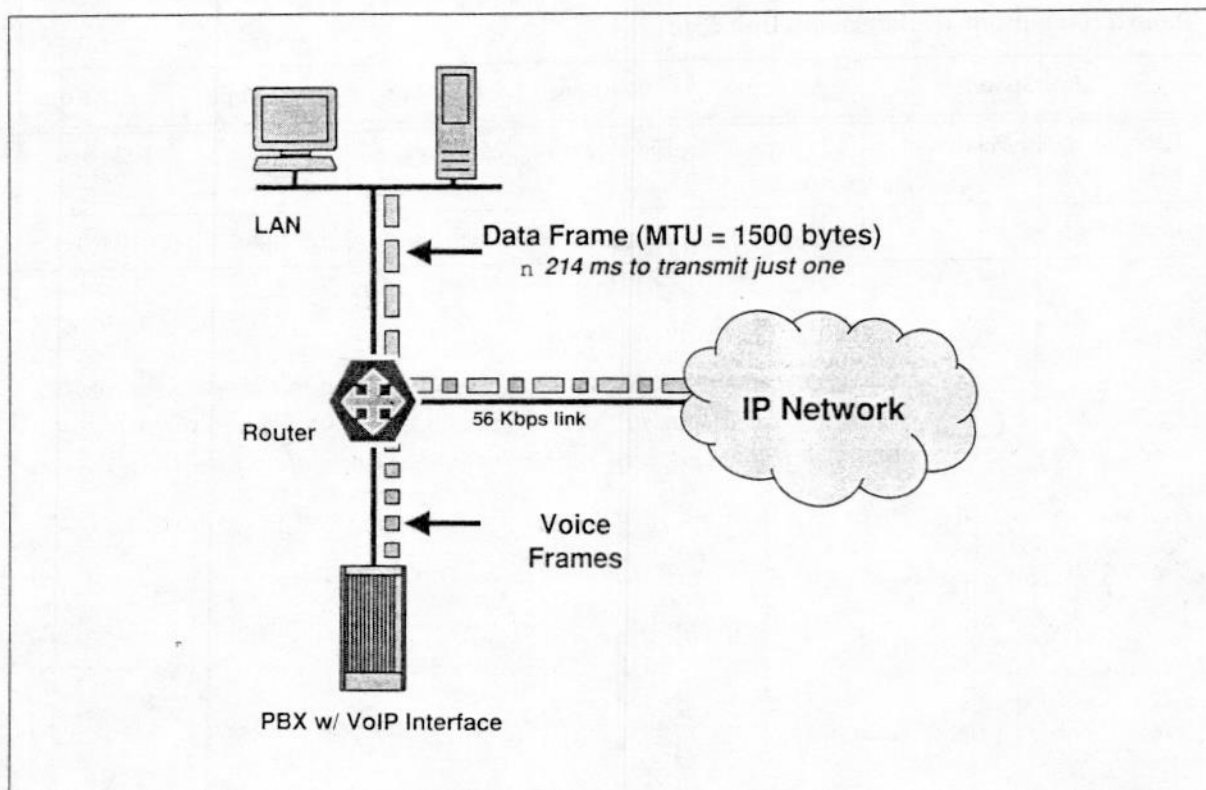 LAN
Data Frame (MTU = 1500 bytes)
n 214 ms to transmit just one
IP Network
56 Kbps link
Router
Voice
Frames
PBX w/ VoIP Interface